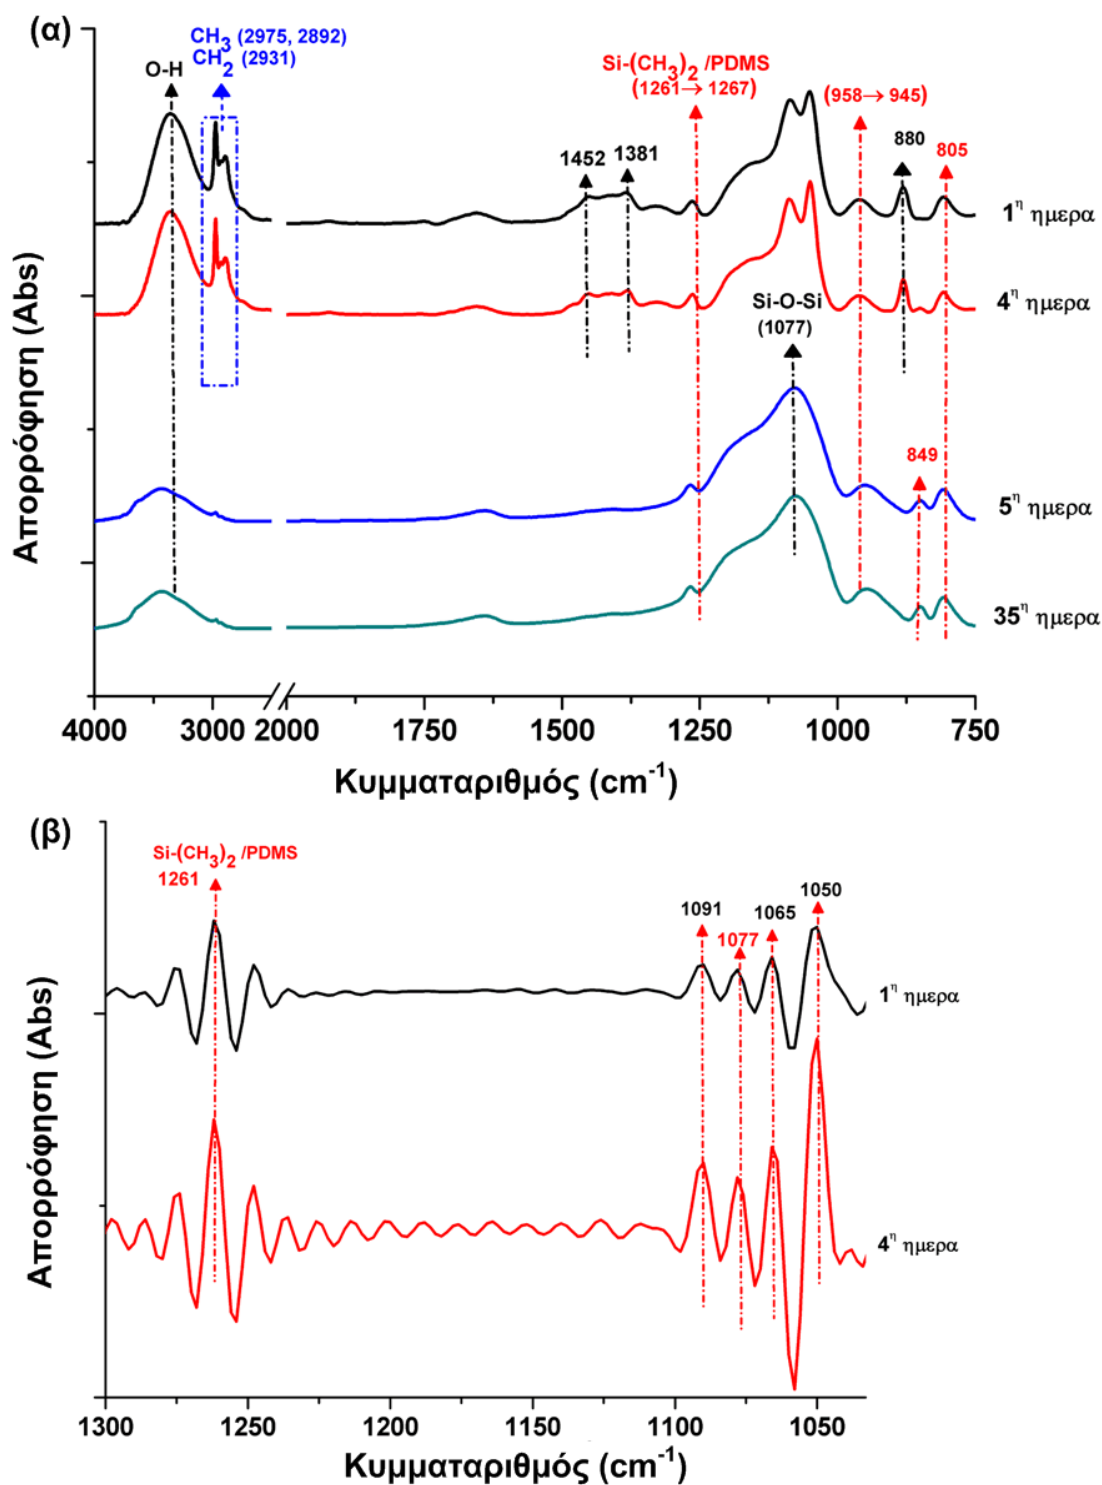 (α)
CH3 (2975, 2892)
CH2 (2931)
O-H
Si-(CH3)2 /PDMS
(1261→ 1267)
(958→ 945)
1452
1381
880
805
1η ημερα
4η ημερα
Si-O-Si
(1077)
849
5η ημερα
35η ημερα
Απορρόφηση (Abs)
4000 3000 2000 1750 1500 1250 1000 750
Κυμματαριθμός (cm-1)
(β)
Si-(CH3)2 /PDMS
1261
1091
1077
1065
1050
1η ημερα
4η ημερα
Απορρόφηση (Abs)
1300 1250 1200 1150 1100 1050
Κυμματαριθμός (cm-1)